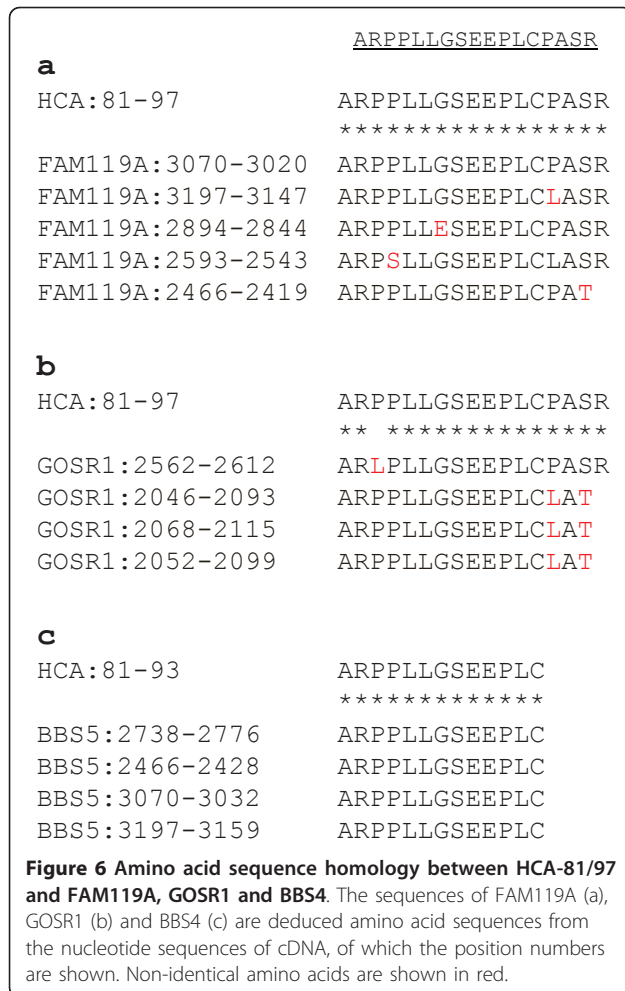 ARPPLLGSEEPLCPASR
a
HCA:81-97 ARPPLLGSEEPLCPASR
*****************
FAM119A:3070-3020 ARPPLLGSEEPLCPASR
FAM119A:3197-3147 ARPPLLGSEEPLCLASR
FAM119A:2894-2844 ARPPLLESEEPLCPASR
FAM119A:2593-2543 ARPSLLGSEEPLCLASR
FAM119A:2466-2419 ARPPLLGSEEPLCPAT
b
HCA:81-97 ARPPLLGSEEPLCPASR
** **************
GOSR1:2562-2612 ARLPLLGSEEPLCPASR
GOSR1:2046-2093 ARPPLLGSEEPLCLAT
GOSR1:2068-2115 ARPPLLGSEEPLCLAT
GOSR1:2052-2099 ARPPLLGSEEPLCLAT
c
HCA:81-93 ARPPLLGSEEPLC
*************
BBS5:2738-2776 ARPPLLGSEEPLC
BBS5:2466-2428 ARPPLLGSEEPLC
BBS5:3070-3032 ARPPLLGSEEPLC
BBS5:3197-3159 ARPPLLGSEEPLC
Figure 6 Amino acid sequence homology between HCA-81/97
and FAM119A, GOSR1 and BBS4. The sequences of FAM119A (a),
GOSR1 (b) and BBS4 (c) are deduced amino acid sequences from
the nucleotide sequences of cDNA, of which the position numbers
are shown. Non-identical amino acids are shown in red.